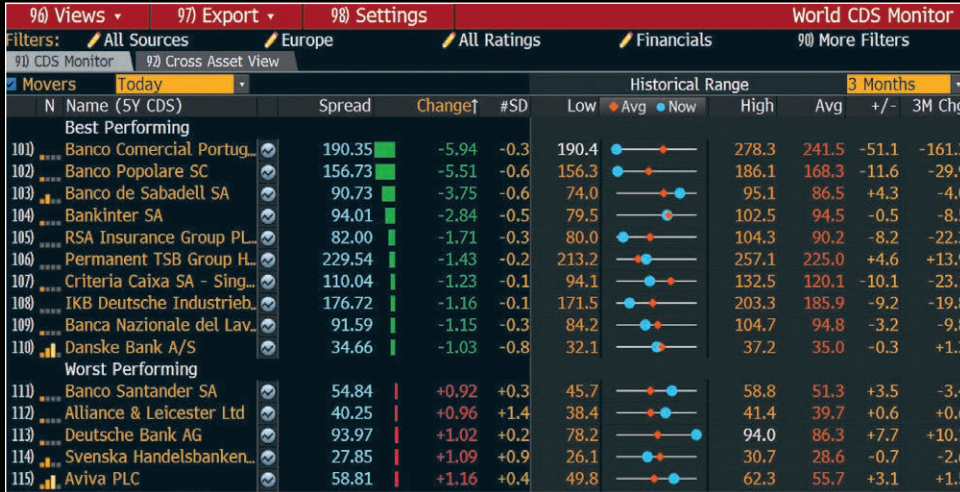 96) Views 97) Export 98) Settings World CDS Monitor
Filters: All Sources Europe All Ratings Financials 90) More Filters
91) CDS Monitor 92) Cross Asset View
Movers Today Historical Range 3 Months
N Name (5Y CDS) Spread Change↑ #SD Low Avg Now High Avg +/- 3M Chg
Best Performing
101) Banco Comercial Portug... 190.35 -5.94 -0.3 190.4 278.3 241.5 -51.1 -161.
102) Banco Popolare SC 156.73 -5.51 -0.6 156.3 186.1 168.3 -11.6 -29.
103) Banco de Sabadell SA 90.73 -3.75 -0.6 74.0 95.1 86.5 +4.3 -4.
104) Bankinter SA 94.01 -2.84 -0.5 79.5 102.5 94.5 -0.5 -8.
105) RSA Insurance Group PL... 82.00 -1.71 -0.3 80.0 104.3 90.2 -8.2 -22.
106) Permanent TSB Group H... 229.54 -1.43 -0.2 213.2 257.1 225.0 +4.6 +13.
107) Criteria Caixa SA - Sing... 110.04 -1.23 -0.1 94.1 132.5 120.1 -10.1 -23.
108) IKB Deutsche Industrieb... 176.72 -1.16 -0.1 171.5 203.3 185.9 -9.2 -19.
109) Banca Nazionale del Lav... 91.59 -1.15 -0.3 84.2 104.7 94.8 -3.2 -9.
110) Danske Bank A/S 34.66 -1.03 -0.8 32.1 37.2 35.0 -0.3 +1.
Worst Performing
111) Banco Santander SA 54.84 +0.92 +0.3 45.7 58.8 51.3 +3.5 -3.
112) Alliance & Leicester Ltd 40.25 +0.96 +1.4 38.4 41.4 39.7 +0.6 +0.
113) Deutsche Bank AG 93.97 +1.02 +0.2 78.2 94.0 86.3 +7.7 +10.
114) Svenska Handelsbanken... 27.85 +1.09 +0.9 26.1 30.7 28.6 -0.7 -2.
115) Aviva PLC 58.81 +1.16 +0.4 49.8 62.3 55.7 +3.1 +1.